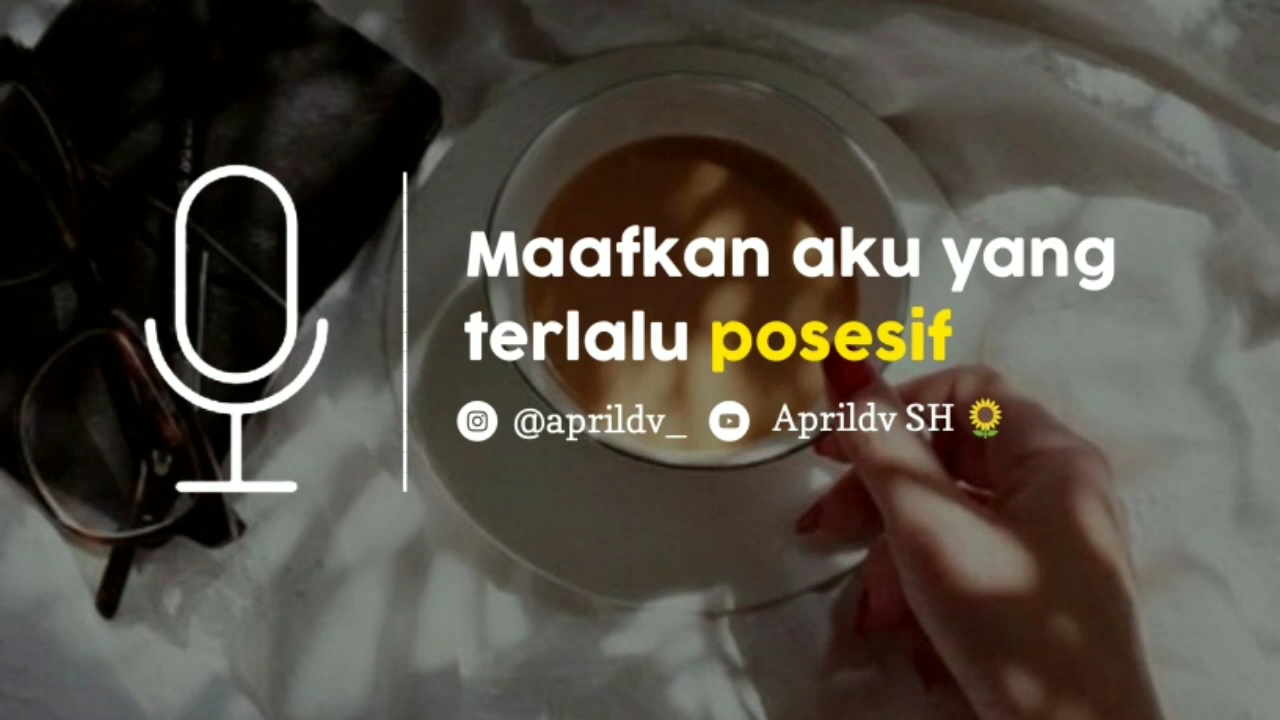 Maafkan aku yang
terlalu posesif
@aprildv_ Aprildv SH 🌻